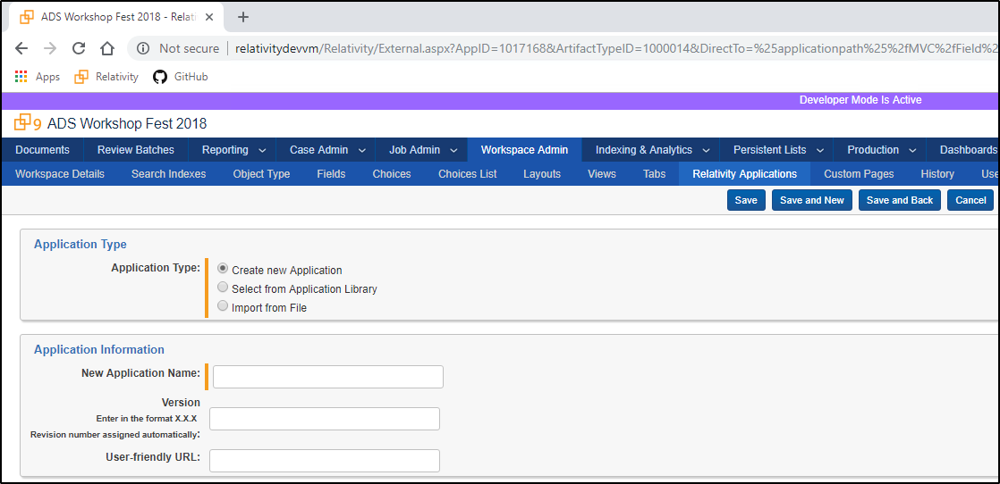 ADS Workshop Fest 2018 - Relati
Not secure relativitydevvm/Relativity/External.aspx?AppID=1017168&ArtifactTypeID=1000014&DirectTo=%25applicationpath%25%2fMVC%2fField%2
Apps Relativity GitHub
Developer Mode Is Active
9 ADS Workshop Fest 2018
Documents Review Batches Reporting Case Admin Job Admin Workspace Admin Indexing & Analytics Persistent Lists Production Dashboards
Workspace Details Search Indexes Object Type Fields Choices Choices List Layouts Views Tabs Relativity Applications Custom Pages History Use
Save Save and New Save and Back Cancel
Application Type
Application Type: Create new Application
Select from Application Library
Import from File
Application Information
New Application Name:
Version
Enter in the format X.X.X
Revision number assigned automatically:
User-friendly URL: